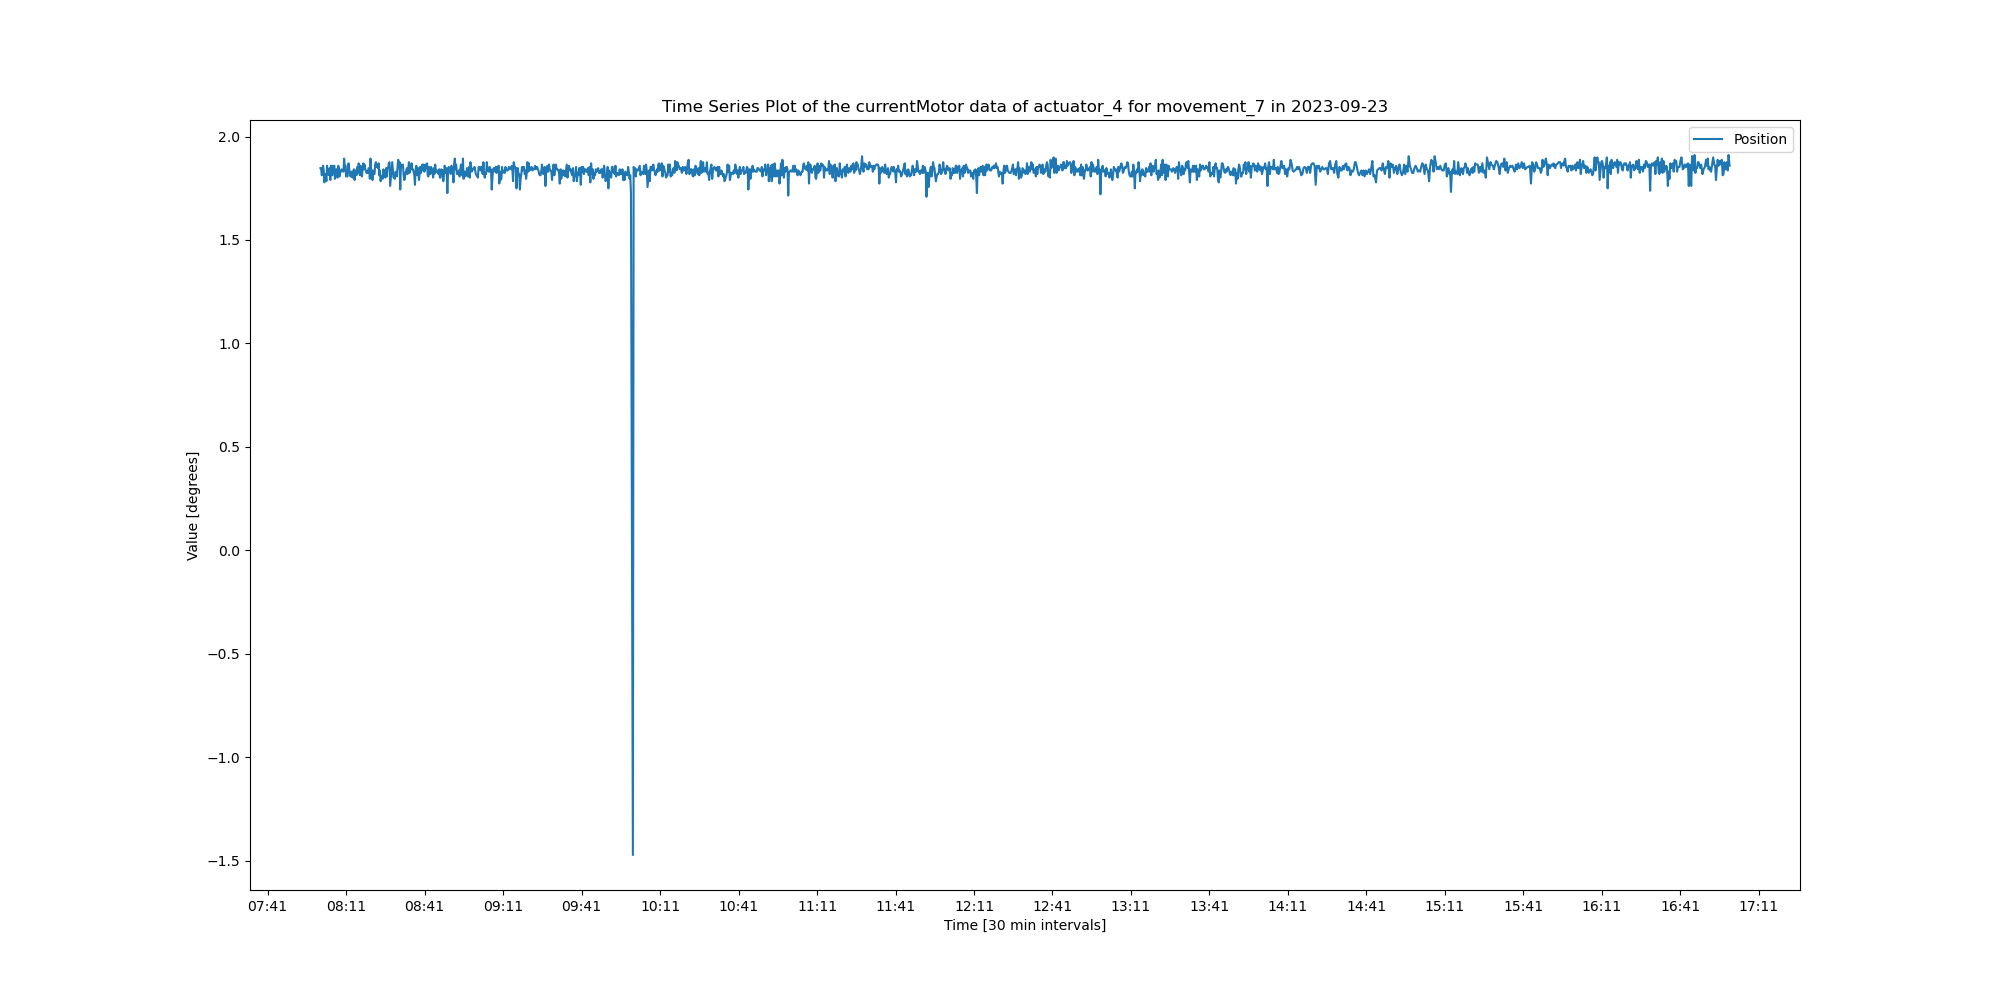 Time Series Plot of the currentMotor data of actuator_4 for movement_7 in 2023-09-23
Position
2.0
1.5
1.0
0.5
0.0
−0.5
−1.0
−1.5
Value [degrees]
07:41 08:11 08:41 09:11 09:41 10:11 10:41 11:11 11:41 12:11 12:41 13:11 13:41 14:11 14:41 15:11 15:41 16:11 16:41 17:11
Time [30 min intervals]